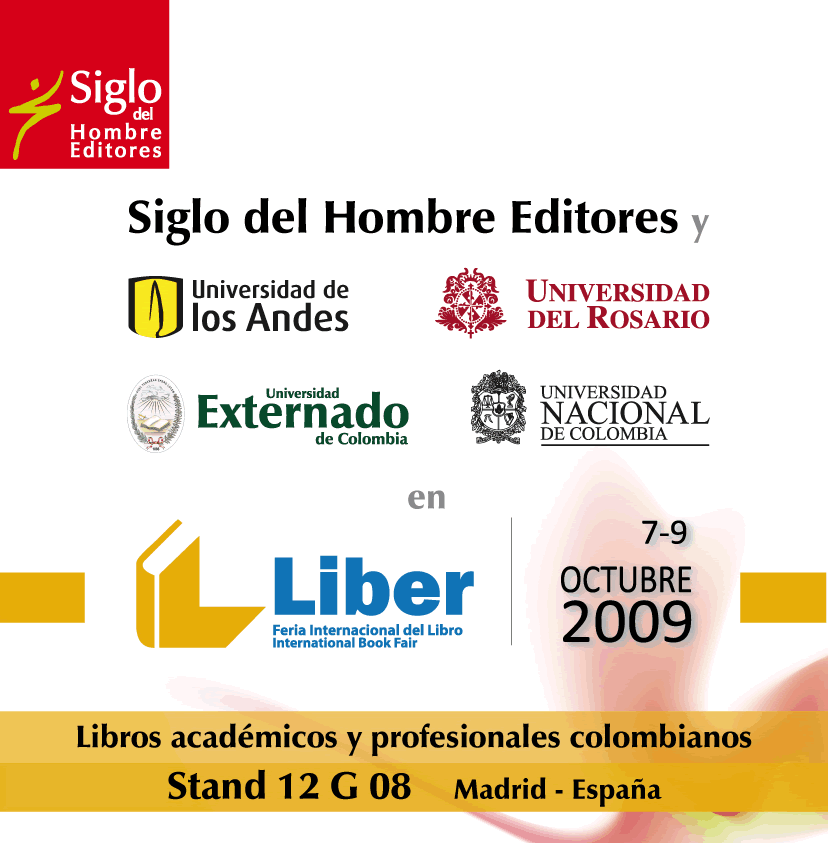 Siglo
del
Hombre
Editores
Siglo del Hombre Editores y
Universidad de
los Andes
UNIVERSIDAD
DEL ROSARIO
Universidad
Externado
de Colombia
UNIVERSIDAD
NACIONAL
DE COLOMBIA
en
Liber
Feria Internacional del Libro
International Book Fair
7-9
OCTUBRE
2009
Libros académicos y profesionales colombianos
Stand 12 G 08 Madrid - España